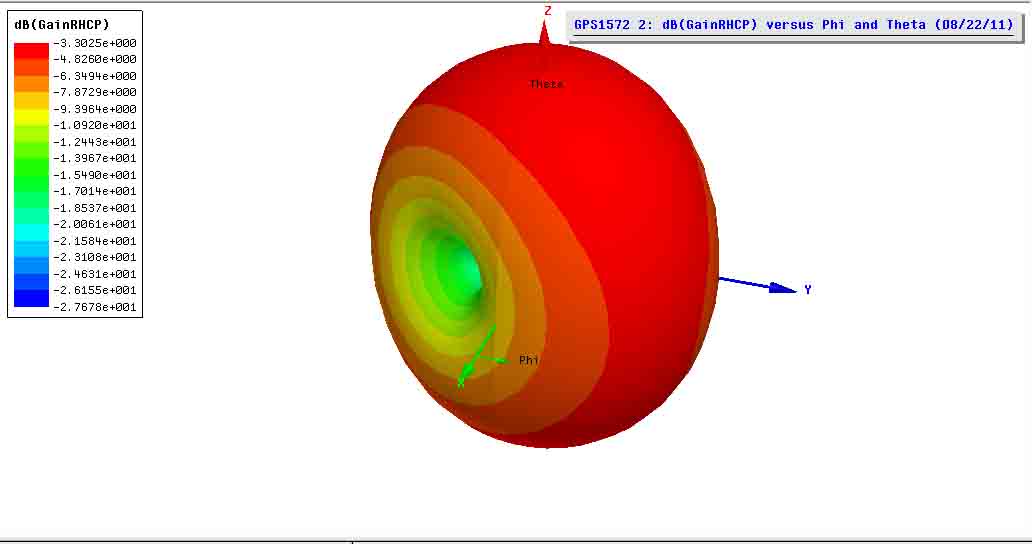 dB(GainRHCP)
-3.3025e+000
-4.8260e+000
-6.3494e+000
-7.8729e+000
-9.3964e+000
-1.0920e+001
-1.2443e+001
-1.3967e+001
-1.5490e+001
-1.7014e+001
-1.8537e+001
-2.0061e+001
-2.1584e+001
-2.3108e+001
-2.4631e+001
-2.6155e+001
-2.7678e+001
Z
GPS1572 2: dB(GainRHCP) versus Phi and Theta (08/22/11)
Theta
Y
Phi
X